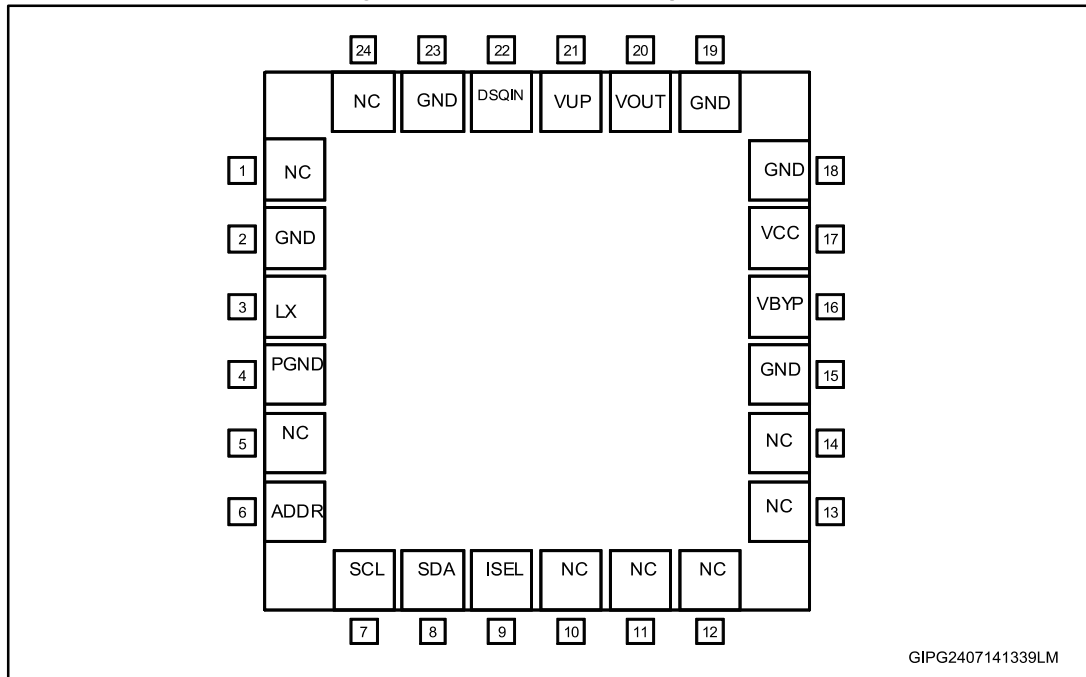 24 23 22 21 20 19
NC GND DSQIN VUP VOUT GND
1 NC GND 18
2 GND VCC 17
3 LX VBYP 16
4 PGND GND 15
5 NC NC 14
6 ADDR NC 13
SCL SDA ISEL NC NC NC
7 8 9 10 11 12
GIPG2407141339LM